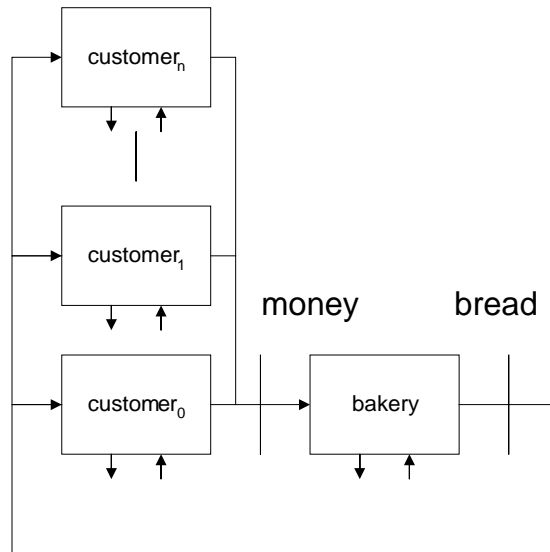 customerₙ
customer₁
money
bread
customer₀
bakery